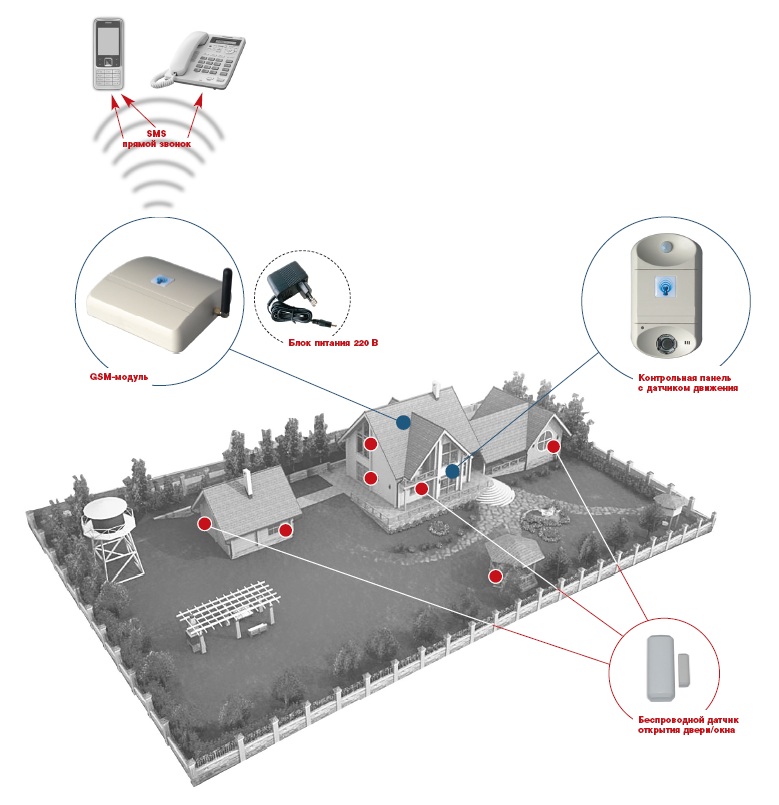 SMS
прямой звонок
Блок питания 220 В
GSM-модуль
Контрольная панель
с датчиком движения
Беспроводной датчик
открытия двери/окна